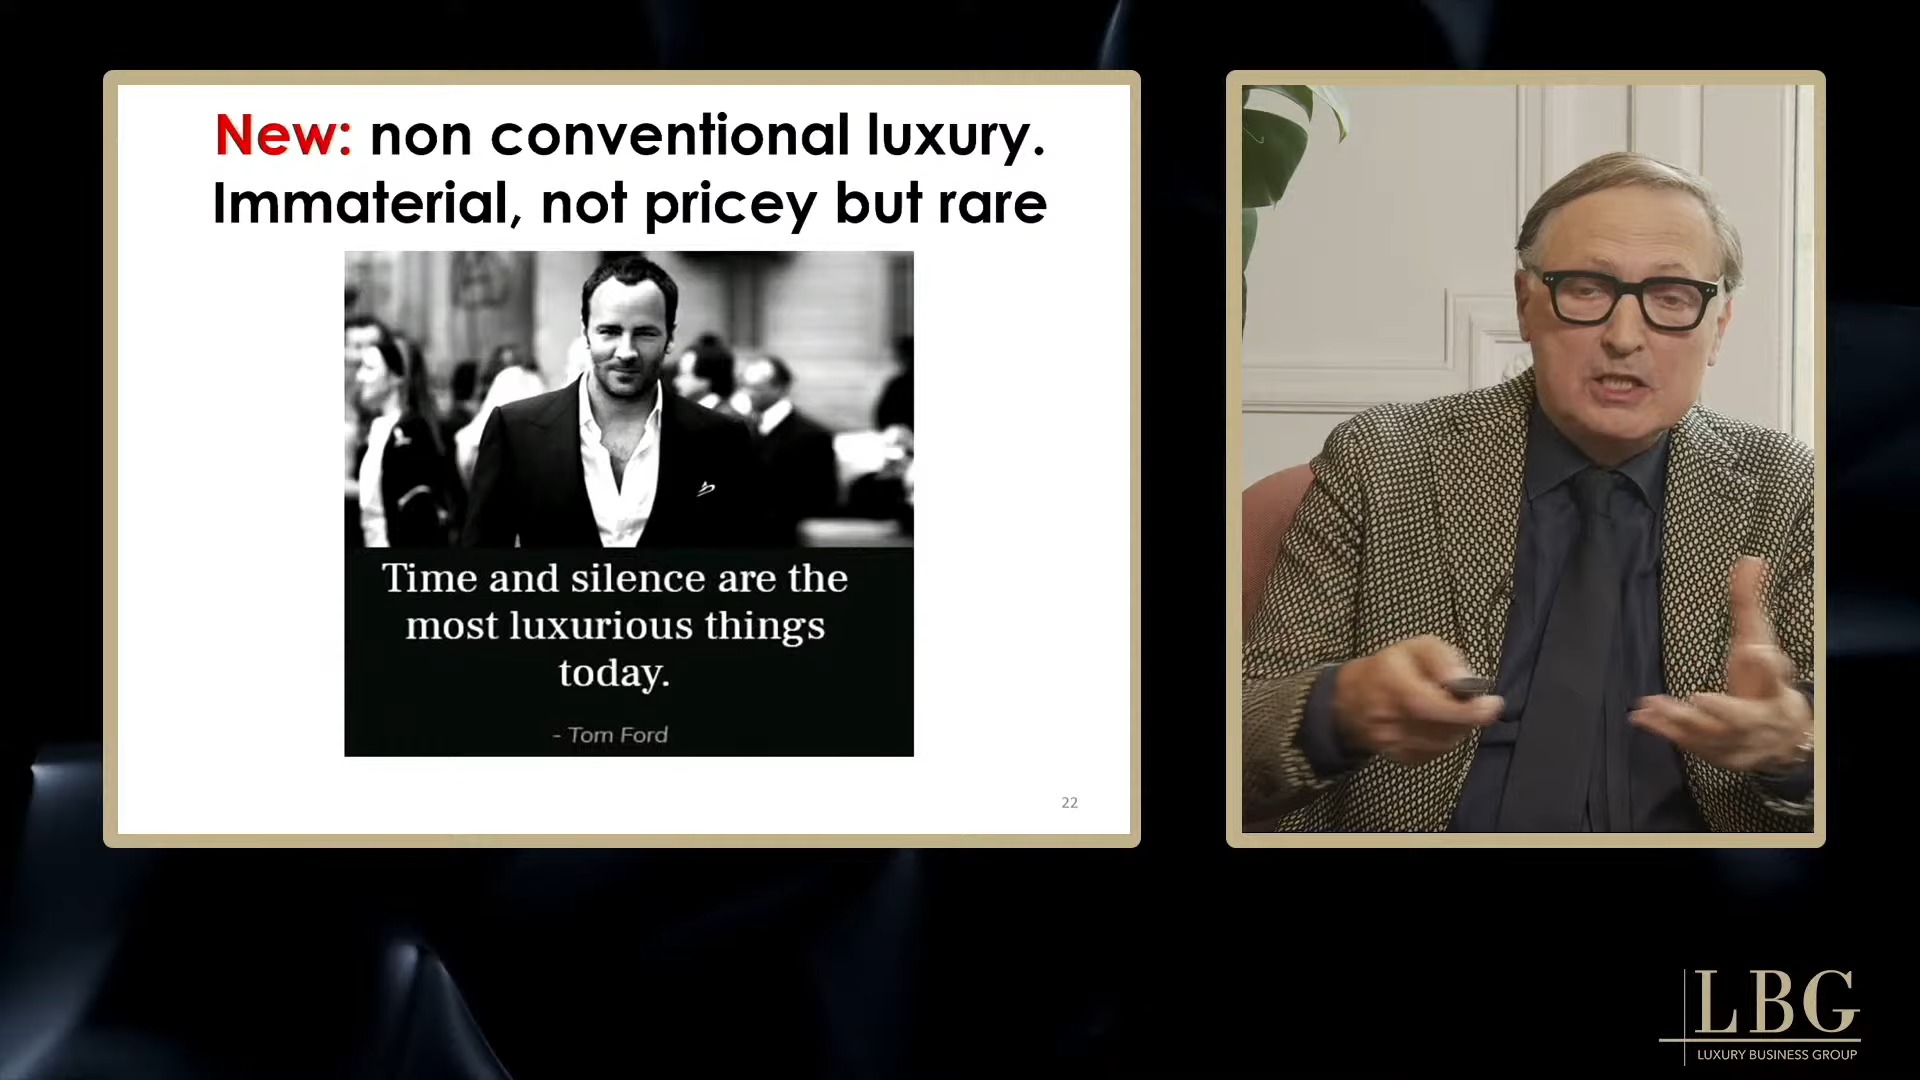 New: non conventional luxury.
Immaterial, not pricey but rare
Time and silence are the
most luxurious things
today.
- Tom Ford
22
LBG
LUXURY BUSINESS GROUP